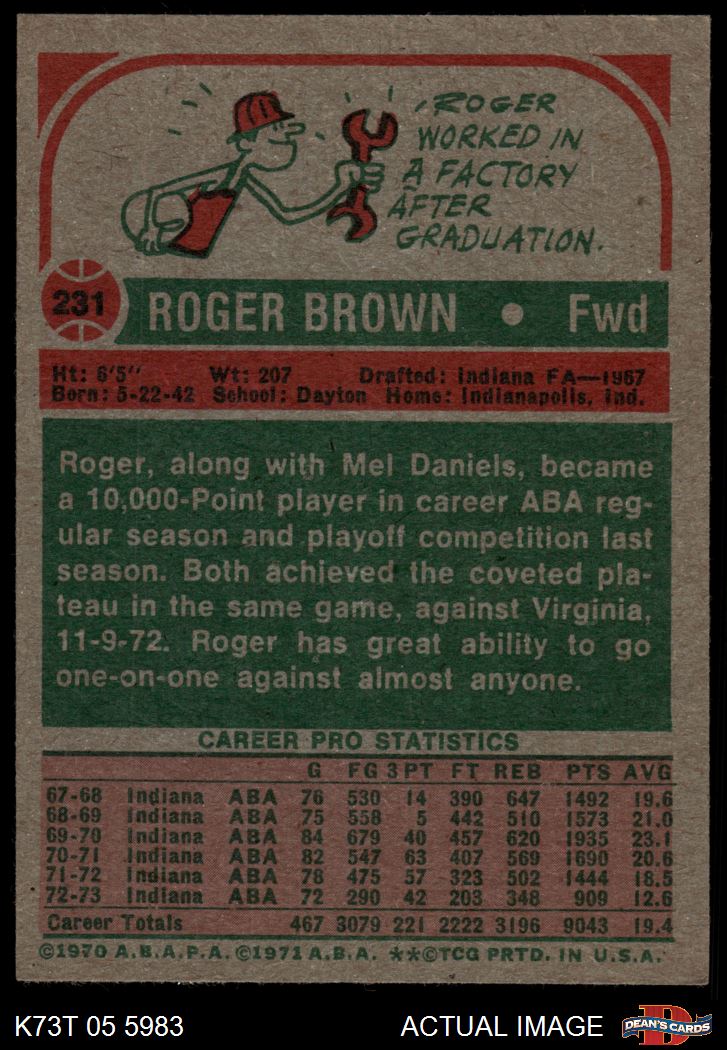 ROGER
WORKED IN
A FACTORY
AFTER
GRADUATION.
231 ROGER BROWN • Fwd
Ht: 6'5" Wt: 207 Drafted: Indiana FA—1967
Born: 5-22-42 School: Dayton Home: Indianapolis, Ind.
Roger, along with Mel Daniels, became
a 10,000-Point player in career ABA reg-
ular season and playoff competition last
season. Both achieved the coveted pla-
teau in the same game, against Virginia,
11-9-72. Roger has great ability to go
one-on-one against almost anyone.
CAREER PRO STATISTICS
G FG 3PT FT REB PTS AVG
67-68 Indiana ABA 76 530 14 390 647 1492 19.6
68-69 Indiana ABA 75 558 5 442 510 1573 21.0
69-70 Indiana ABA 84 679 40 457 620 1935 23.1
70-71 Indiana ABA 82 547 63 407 569 1690 20.6
71-72 Indiana ABA 78 475 57 323 502 1444 18.5
72-73 Indiana ABA 72 290 42 203 348 909 12.6
Career Totals 467 3079 221 2222 3196 9043 19.4
©1970 A.B.A.P.A. ©1971 A.B.A. **©TCG PRTD. IN U.S.A.
K73T 05 5983 ACTUAL IMAGE DEAN'S CARDS